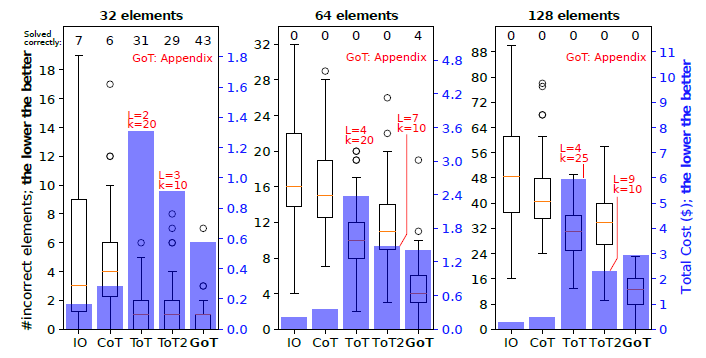 32 elements
64 elements
128 elements
Solved
correctly:
7 6 31 29 43
0 0 0 0 4
0 0 0 0 0
GoT: Appendix
GoT: Appendix
GoT: Appendix
L=2
k=20
L=3
k=10
L=4
k=20
L=7
k=10
L=4
k=25
L=9
k=10
#incorrect elements; the lower the better
0 2 4 6 8 10 12 14 16 18
0.0 0.2 0.4 0.6 0.8 1.0 1.2 1.4 1.6 1.8
0 4 8 12 16 20 24 28 32
0.0 0.6 1.2 1.8 2.4 3.0 3.6 4.2 4.8
0 8 16 24 32 40 48 56 64 72 80 88
0 1 2 3 4 5 6 7 8 9 10 11
Total Cost ($); the lower the better
IO CoT ToT ToT2 GoT
IO CoT ToT ToT2 GoT
IO CoT ToT ToT2 GoT